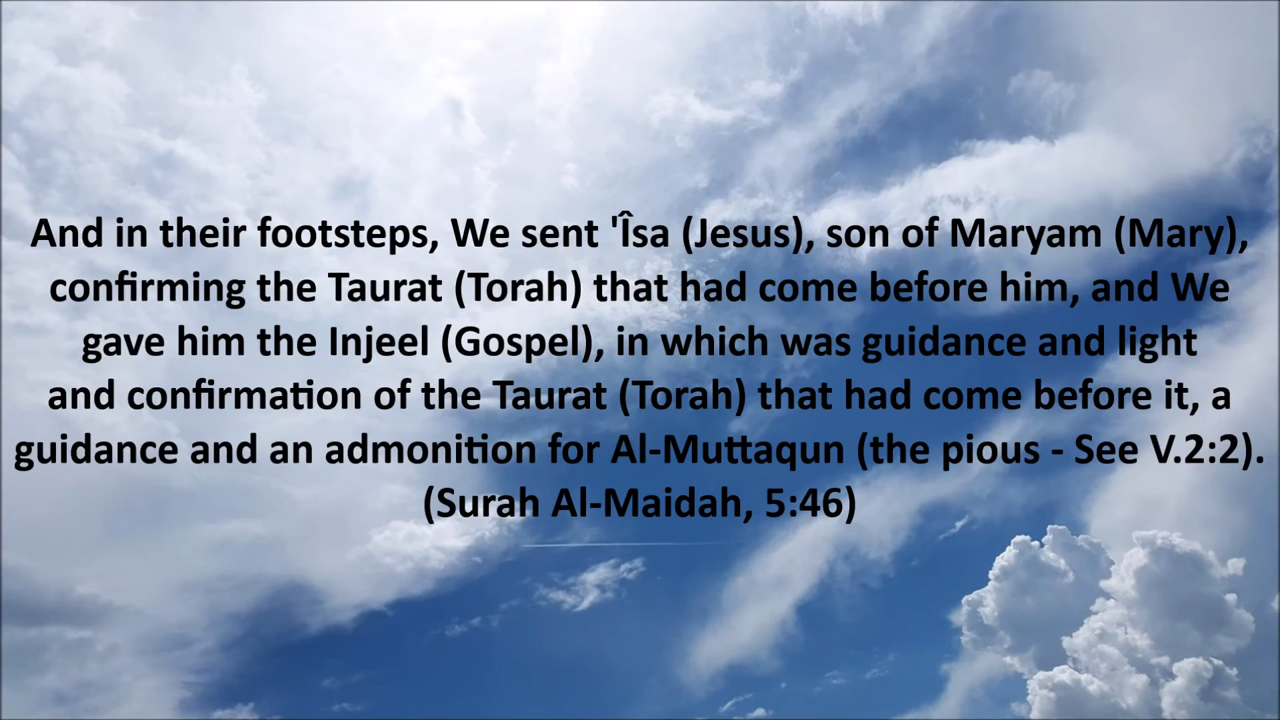 And in their footsteps, We sent 'Îsa (Jesus), son of Maryam (Mary),
confirming the Taurat (Torah) that had come before him, and We
gave him the Injeel (Gospel), in which was guidance and light
and confirmation of the Taurat (Torah) that had come before it, a
guidance and an admonition for Al-Muttaqun (the pious - See V.2:2).
(Surah Al-Maidah, 5:46)